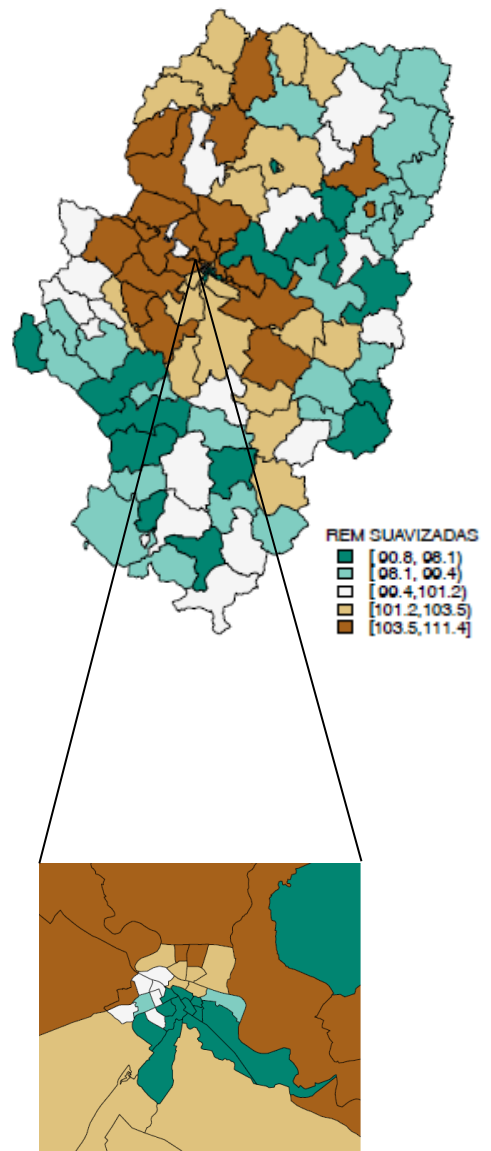 REM SUAVIZADAS
[ 90.8, 98.1)
[ 98.1, 99.4)
[ 99.4,101.2)
[101.2,103.5)
[103.5,111.4]